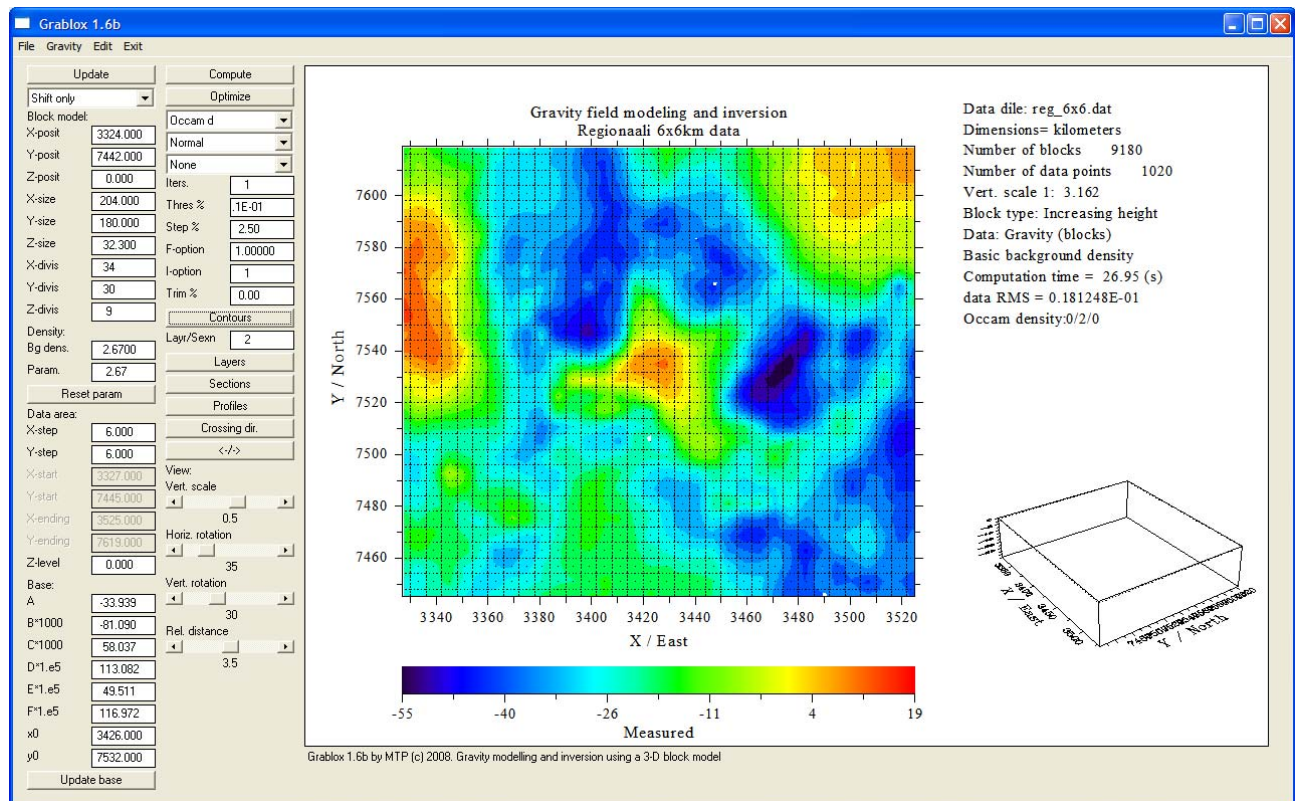 Grablox 1.6b
File Gravity Edit Exit
Update
Shift only
Block model:
X-posit 3324.000
Y-posit 7442.000
Z-posit 0.000
X-size 204.000
Y-size 180.000
Z-size 32.300
X-divis 34
Y-divis 30
Z-divis 9
Density:
Bg dens. 2.6700
Param. 2.67
Reset param
Data area:
X-step 6.000
Y-step 6.000
X-start 3327.000
Y-start 7445.000
X-ending 3525.000
Y-ending 7619.000
Z-level 0.000
Base:
A -33.939
B*1000 -81.090
C*1000 58.037
D*1.e5 113.082
E*1.e5 49.511
F*1.e5 116.972
x0 3426.000
y0 7532.000
Update base
Compute
Optimize
Occam d
Normal
None
Iters. 1
Thres % .1E-01
Step % 2.50
F-option 1.00000
I-option 1
Trim % 0.00
Contours
Layr/Sexn 2
Layers
Sections
Profiles
Crossing dir.
<-/->
View:
Vert. scale
0.5
Horiz. rotation
35
Vert. rotation
30
Rel. distance
3.5
Gravity field modeling and inversion
Regionaali 6x6km data
Y / North
7600
7580
7560
7540
7520
7500
7480
7460
3340 3360 3380 3400 3420 3440 3460 3480 3500 3520
X / East
-55 -40 -26 -11 4 19
Measured
Data dile: reg_6x6.dat
Dimensions= kilometers
Number of blocks 9180
Number of data points 1020
Vert. scale 1: 3.162
Block type: Increasing height
Data: Gravity (blocks)
Basic background density
Computation time = 26.95 (s)
data RMS = 0.181248E-01
Occam density:0/2/0
X / East
Y / North
Grablox 1.6b by MTP (c) 2008. Gravity modelling and inversion using a 3-D block model